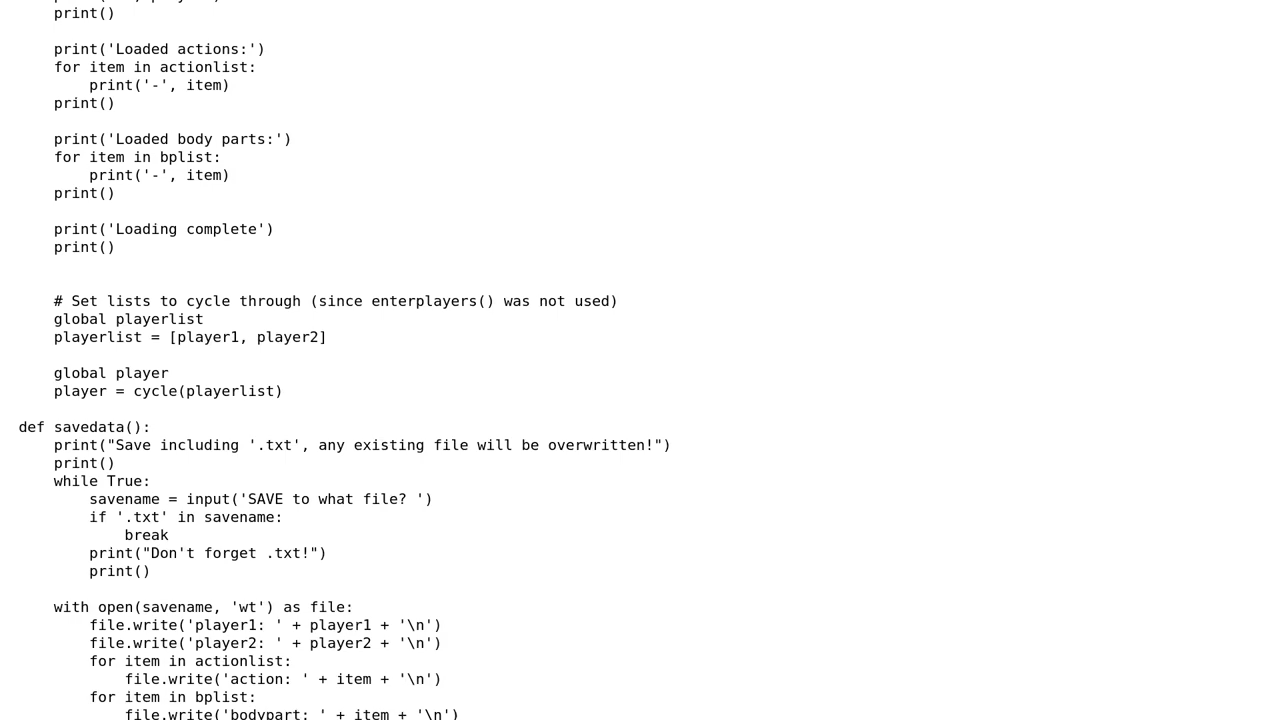 print()
print('Loaded actions:')
for item in actionlist:
print('-', item)
print()
print('Loaded body parts:')
for item in bplist:
print('-', item)
print()
print('Loading complete')
print()
# Set lists to cycle through (since enterplayers() was not used)
global playerlist
playerlist = [player1, player2]
global player
player = cycle(playerlist)
def savedata():
print("Save including '.txt', any existing file will be overwritten!")
print()
while True:
savename = input('SAVE to what file? ')
if '.txt' in savename:
break
print("Don't forget .txt!")
print()
with open(savename, 'wt') as file:
file.write('player1: ' + player1 + '\n')
file.write('player2: ' + player2 + '\n')
for item in actionlist:
file.write('action: ' + item + '\n')
for item in bplist:
file.write('bodypart: ' + item + '\n')